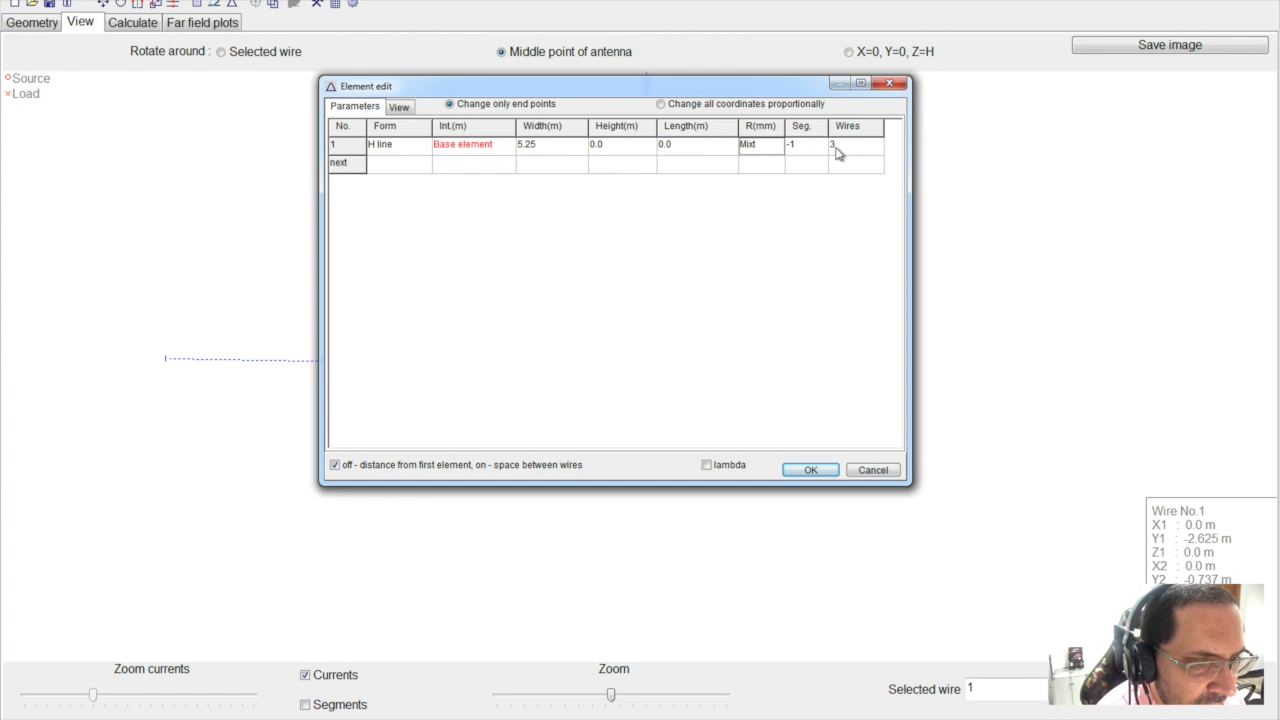 Geometry View Calculate Far field plots
Rotate around : Selected wire Middle point of antenna X=0, Y=0, Z=H Save image
Source
Load
Element edit
Parameters View Change only end points Change all coordinates proportionally
No. Form Int.(m) Width(m) Height(m) Length(m) R(mm) Seg. Wires
1 H line Base element 5.25 0.0 0.0 Mixt -1 3
next
off - distance from first element, on - space between wires lambda OK Cancel
Wire No.1
X1 : 0.0 m
Y1 : -2.625 m
Z1 : 0.0 m
X2 : 0.0 m
Y2 : -0.737 m
Zoom currents Currents Zoom
Segments
Selected wire 1